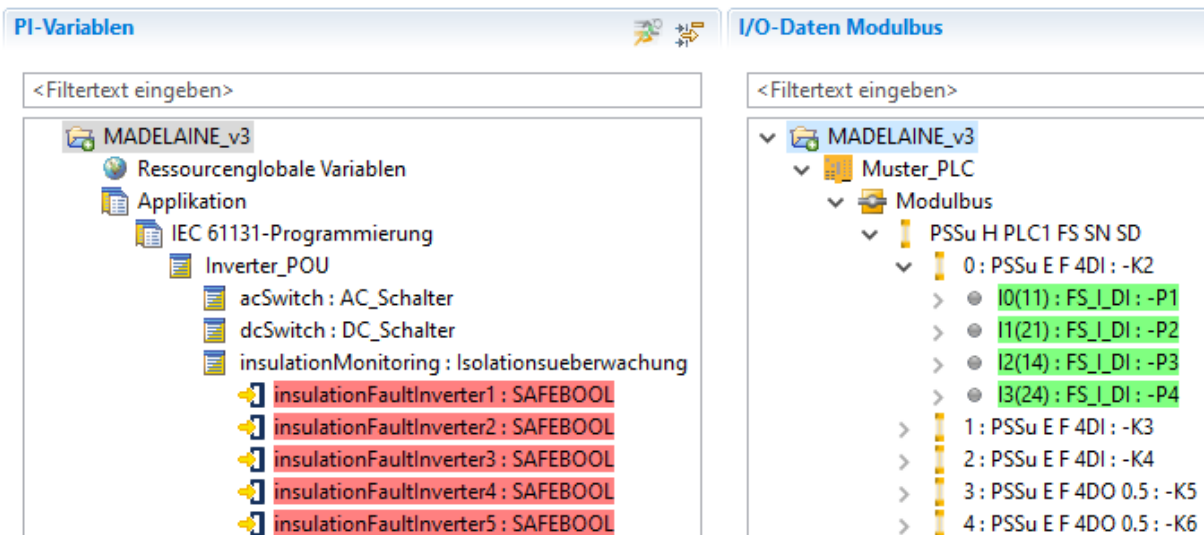 PI-Variablen
<Filtertext eingeben>
MADELAINE_v3
Ressourcenglobale Variablen
Applikation
IEC 61131-Programmierung
Inverter_POU
acSwitch : AC_Schalter
dcSwitch : DC_Schalter
insulationMonitoring : Isolationsueberwachung
insulationFaultInverter1 : SAFEBOOL
insulationFaultInverter2 : SAFEBOOL
insulationFaultInverter3 : SAFEBOOL
insulationFaultInverter4 : SAFEBOOL
insulationFaultInverter5 : SAFEBOOL
I/O-Daten Modulbus
<Filtertext eingeben>
MADELAINE_v3
Muster_PLC
Modulbus
PSSu H PLC1 FS SN SD
0 : PSSu E F 4DI : -K2
I0(11) : FS_I_DI : -P1
I1(21) : FS_I_DI : -P2
I2(14) : FS_I_DI : -P3
I3(24) : FS_I_DI : -P4
1 : PSSu E F 4DI : -K3
2 : PSSu E F 4DI : -K4
3 : PSSu E F 4DO 0.5 : -K5
4 : PSSu E F 4DO 0.5 : -K6